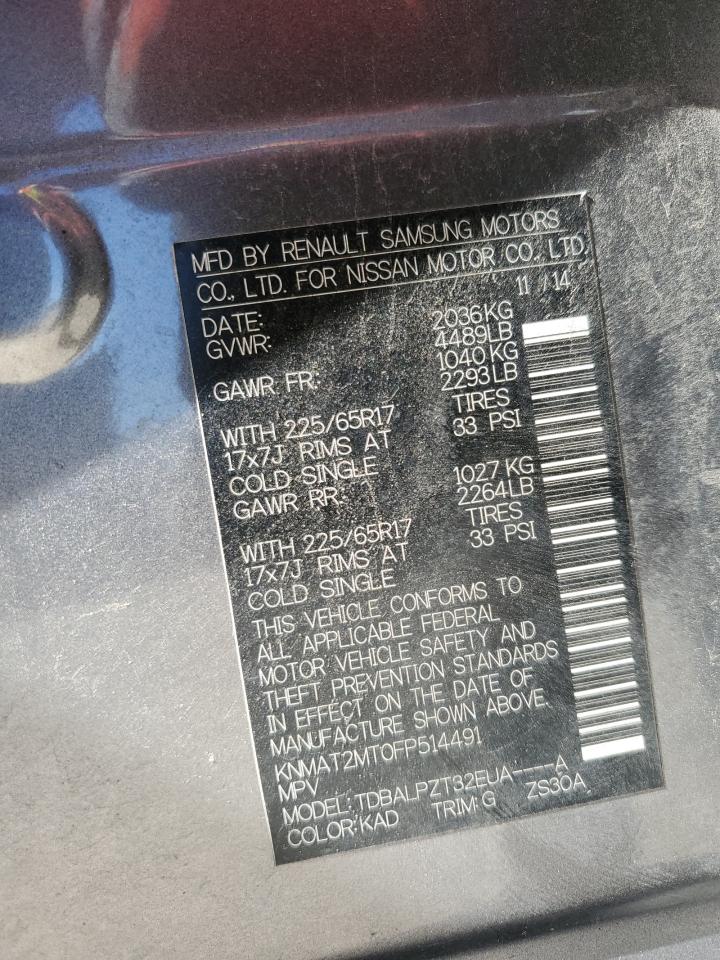 MFD BY RENAULT SAMSUNG MOTORS
CO., LTD. FOR NISSAN MOTOR CO., LTD.
DATE: 11 / 14
GVWR: 2036KG
4489LB
GAWR FR: 1040KG
2293LB
WITH 225/65R17 TIRES
17x7J RIMS AT 33 PSI
COLD SINGLE
GAWR RR: 1027 KG
2264LB
WITH 225/65R17 TIRES
17x7J RIMS AT 33 PSI
COLD SINGLE
THIS VEHICLE CONFORMS TO
ALL APPLICABLE FEDERAL
MOTOR VEHICLE SAFETY AND
THEFT PREVENTION STANDARDS
IN EFFECT ON THE DATE OF
MANUFACTURE SHOWN ABOVE.
KNMAT2MT0FP514491
MPV
MODEL: TDBALPZT32EUA----A
COLOR: KAD TRIM: G ZS30A